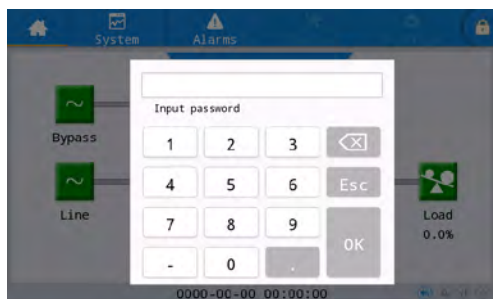 System Alarms
Input password
Bypass
1 2 3
4 5 6 Esc
Line
Load
0.0%
7 8 9
OK
- 0 .
0000-00-00 00:00:00